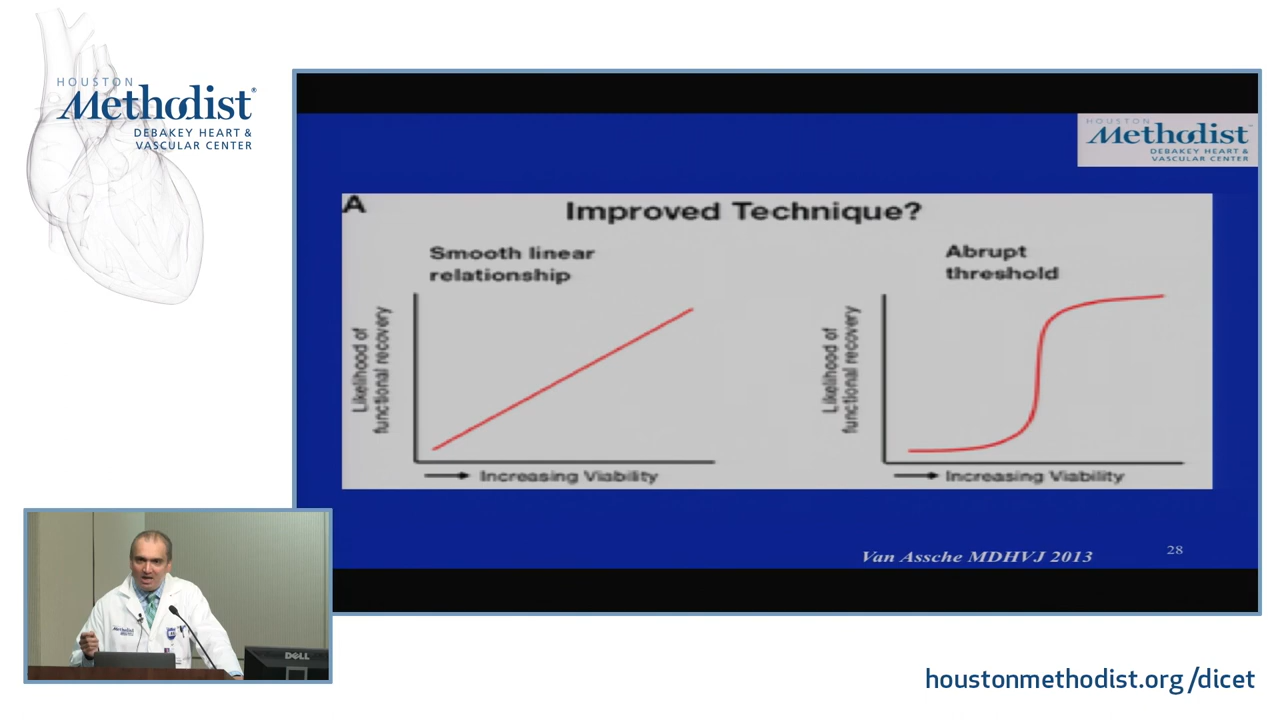 HOUSTON
Methodist®
DEBAKEY HEART &
VASCULAR CENTER
HOUSTON
Methodist
DEBAKEY HEART &
VASCULAR CENTER
A
Improved Technique?
Smooth linear
relationship
Likelihood of
functional recovery
Increasing Viability
Abrupt
threshold
Likelihood of
functional recovery
Increasing Viability
Van Assche MDHVJ 2013
28
Methodist
DELL
houstonmethodist.org/dicet